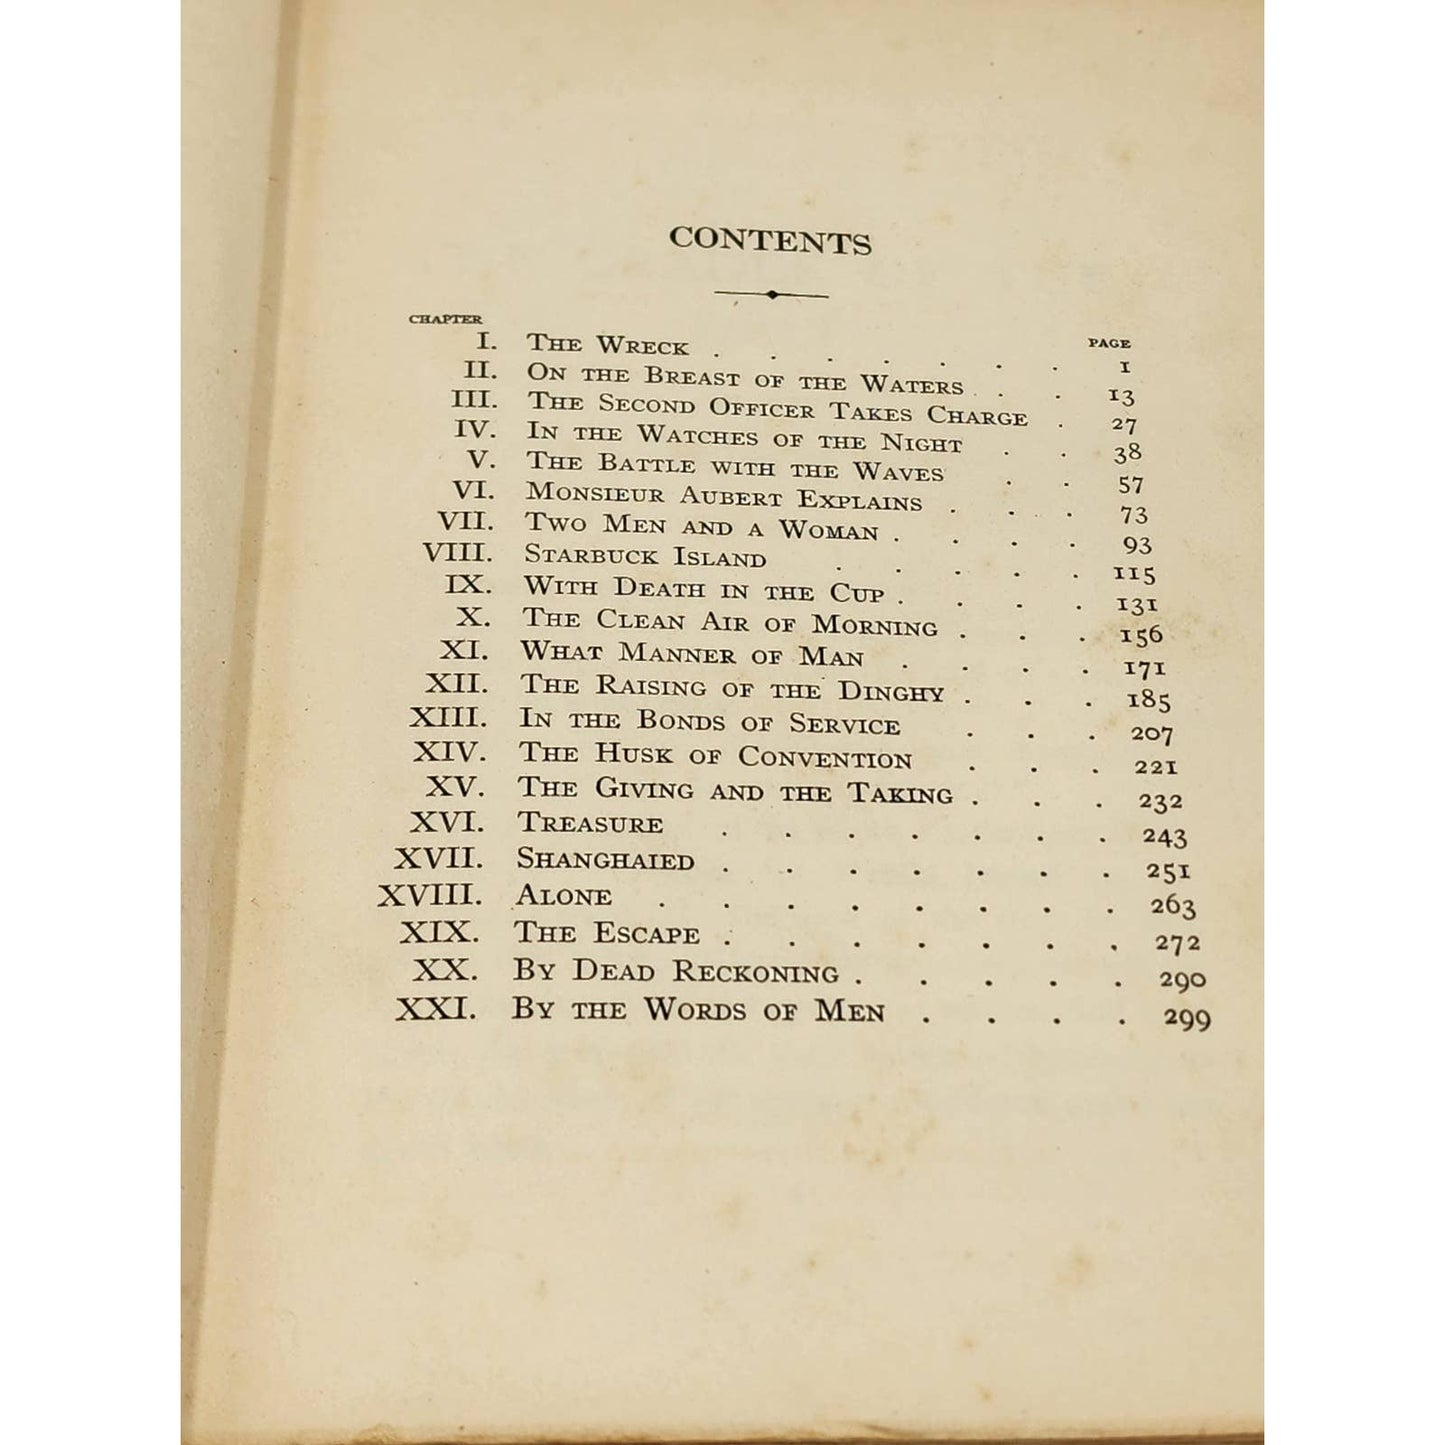 CONTENTS
CHAPTER PAGE
I. THE WRECK . . . . . . . 1
II. ON THE BREAST OF THE WATERS . . . 13
III. THE SECOND OFFICER TAKES CHARGE . 27
IV. IN THE WATCHES OF THE NIGHT . . 38
V. THE BATTLE WITH THE WAVES . . 57
VI. MONSIEUR AUBERT EXPLAINS . . . 73
VII. TWO MEN AND A WOMAN . . . . 93
VIII. STARBUCK ISLAND . . . . . 115
IX. WITH DEATH IN THE CUP . . . . 131
X. THE CLEAN AIR OF MORNING . . . 156
XI. WHAT MANNER OF MAN . . . . 171
XII. THE RAISING OF THE DINGHY . . . 185
XIII. IN THE BONDS OF SERVICE . . . 207
XIV. THE HUSK OF CONVENTION . . . 221
XV. THE GIVING AND THE TAKING . . . 232
XVI. TREASURE . . . . . . . 243
XVII. SHANGHAIED . . . . . . . 251
XVIII. ALONE . . . . . . . . 263
XIX. THE ESCAPE . . . . . . . 272
XX. BY DEAD RECKONING . . . . . 290
XXI. BY THE WORDS OF MEN . . . . 299